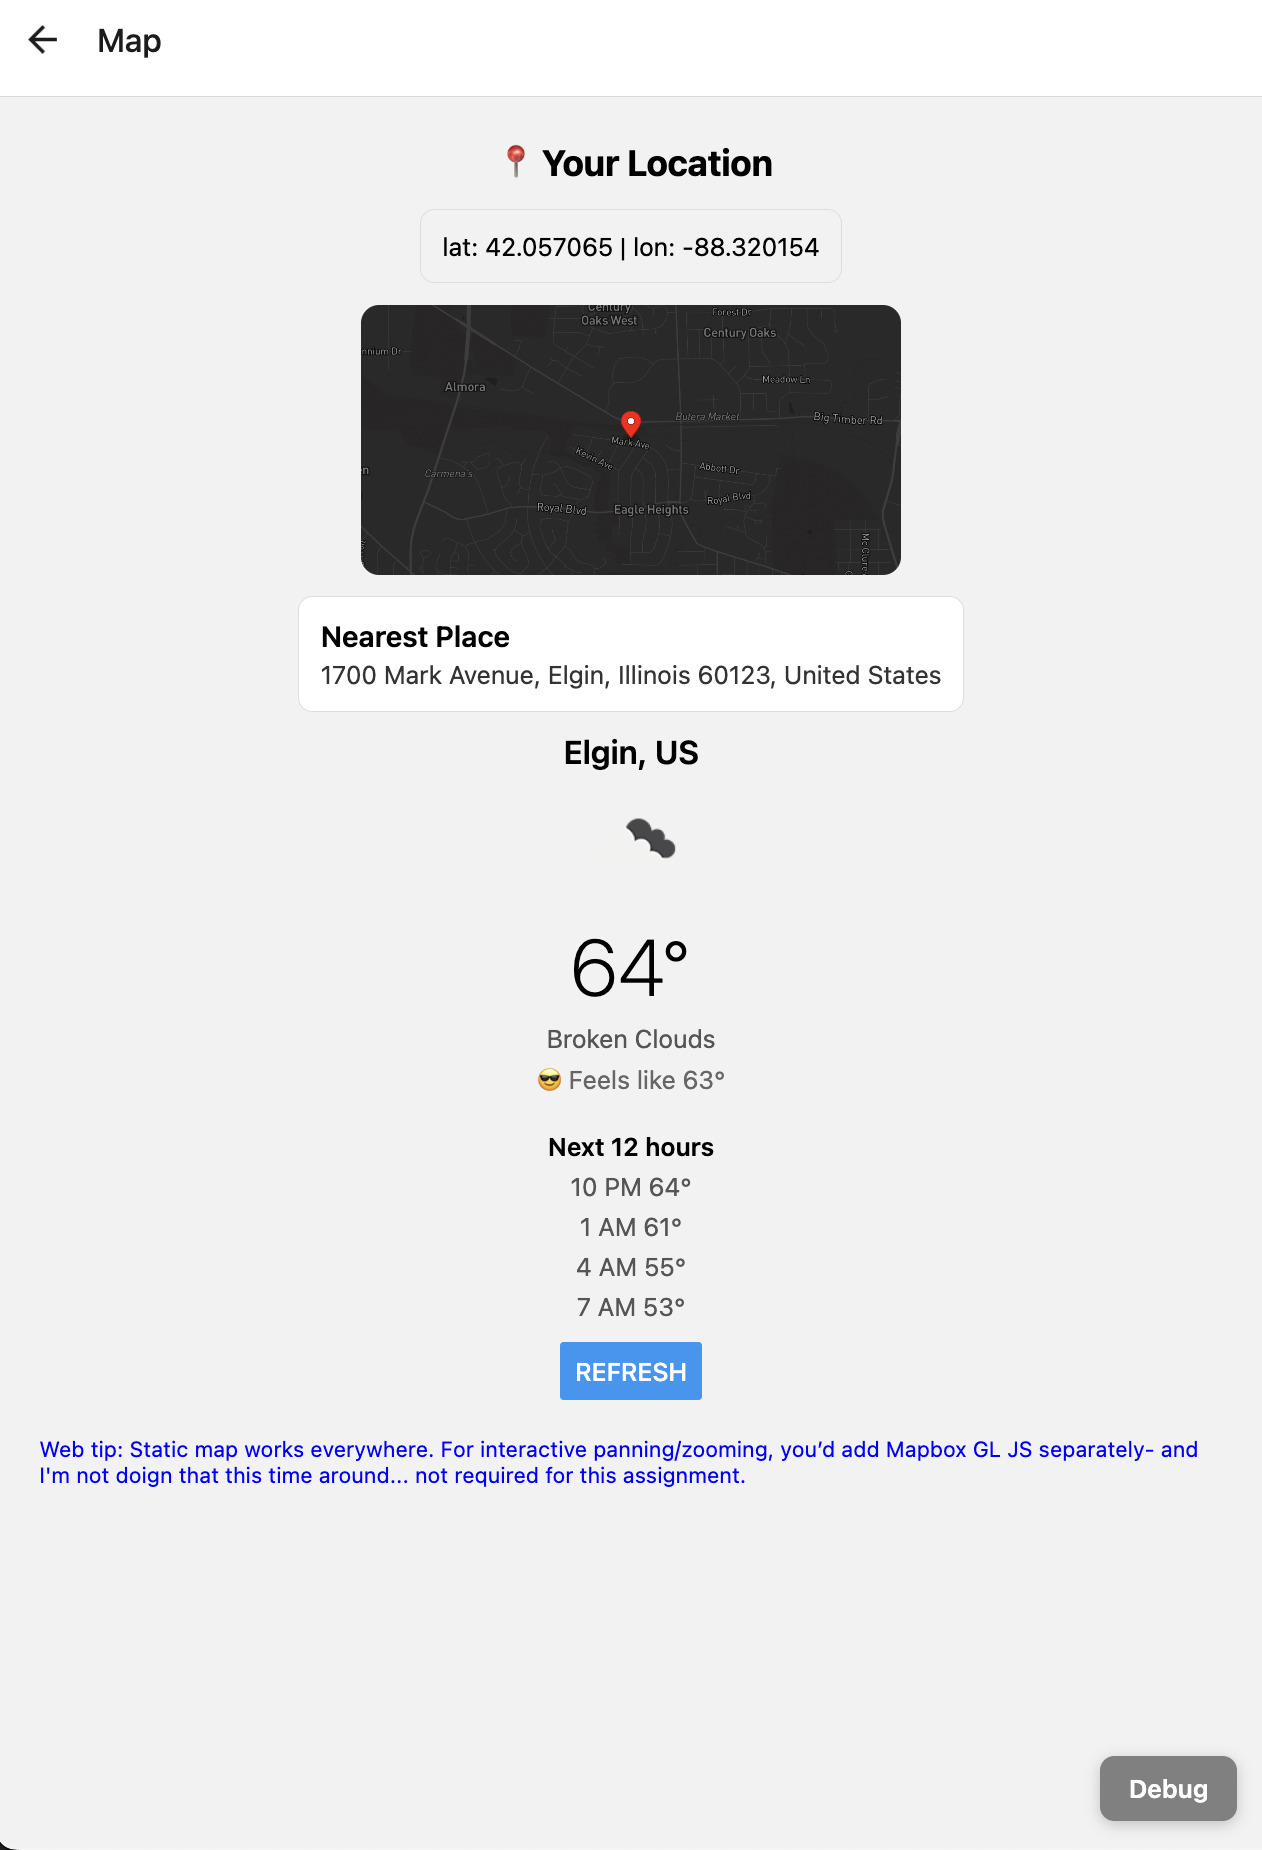 Map
📍 Your Location
lat: 42.057065 | lon: -88.320154
Century
Oaks West
Forest Dr
Century Oaks
nnium Dr
Almora
Meadow Ln
Butera Market
Big Timber Rd
Mark Ave
Kevin Ave
Abbott Dr
en
Carmena's
Royal Blvd
Royal Blvd
Eagle Heights
McClure
Nearest Place
1700 Mark Avenue, Elgin, Illinois 60123, United States
Elgin, US
64°
Broken Clouds
😎 Feels like 63°
Next 12 hours
10 PM 64°
1 AM 61°
4 AM 55°
7 AM 53°
REFRESH
Web tip: Static map works everywhere. For interactive panning/zooming, you’d add Mapbox GL JS separately- and
I'm not doign that this time around... not required for this assignment.
Debug